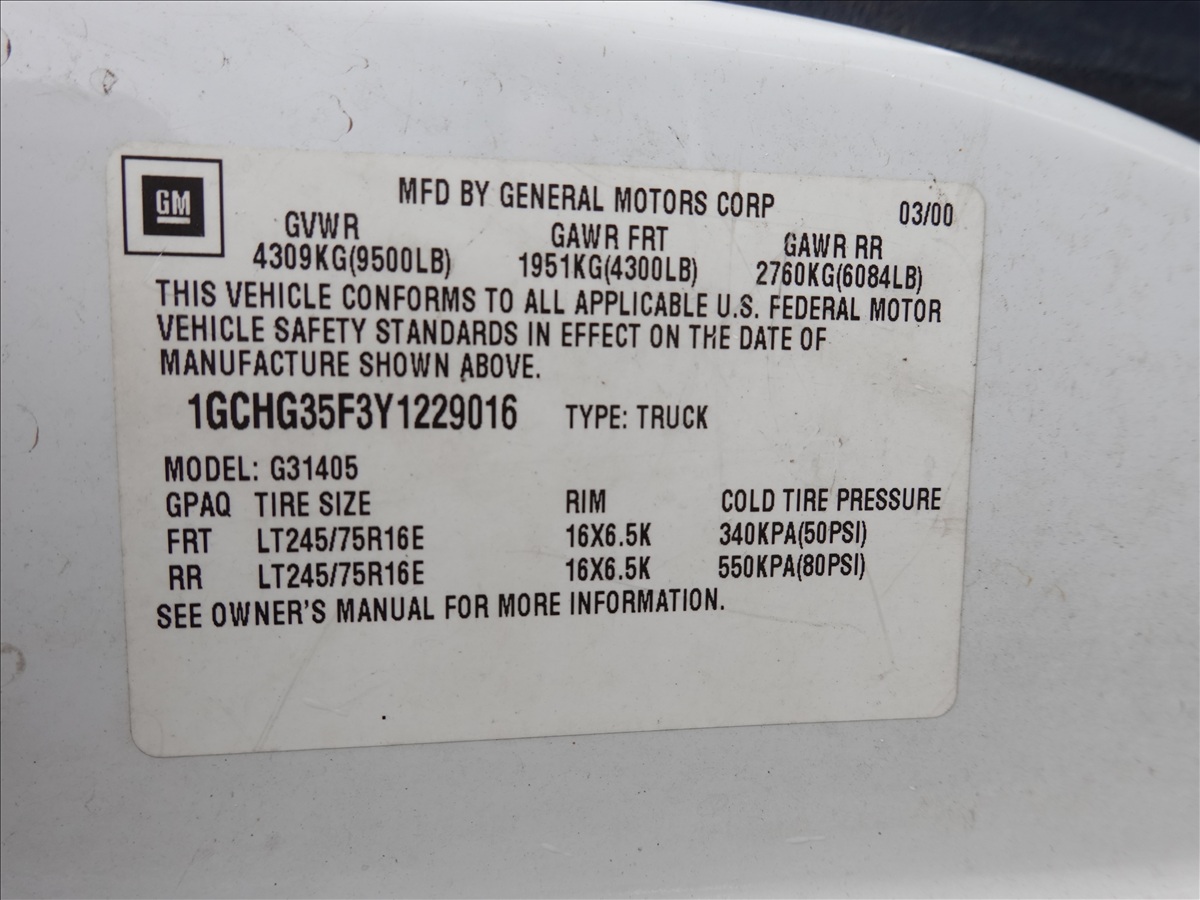 GM
MFD BY GENERAL MOTORS CORP 03/00
GVWR GAWR FRT GAWR RR
4309KG(9500LB) 1951KG(4300LB) 2760KG(6084LB)
THIS VEHICLE CONFORMS TO ALL APPLICABLE U.S. FEDERAL MOTOR
VEHICLE SAFETY STANDARDS IN EFFECT ON THE DATE OF
MANUFACTURE SHOWN ABOVE.
1GCHG35F3Y1229016 TYPE: TRUCK
MODEL: G31405
GPAQ TIRE SIZE RIM COLD TIRE PRESSURE
FRT LT245/75R16E 16X6.5K 340KPA(50PSI)
RR LT245/75R16E 16X6.5K 550KPA(80PSI)
SEE OWNER'S MANUAL FOR MORE INFORMATION.